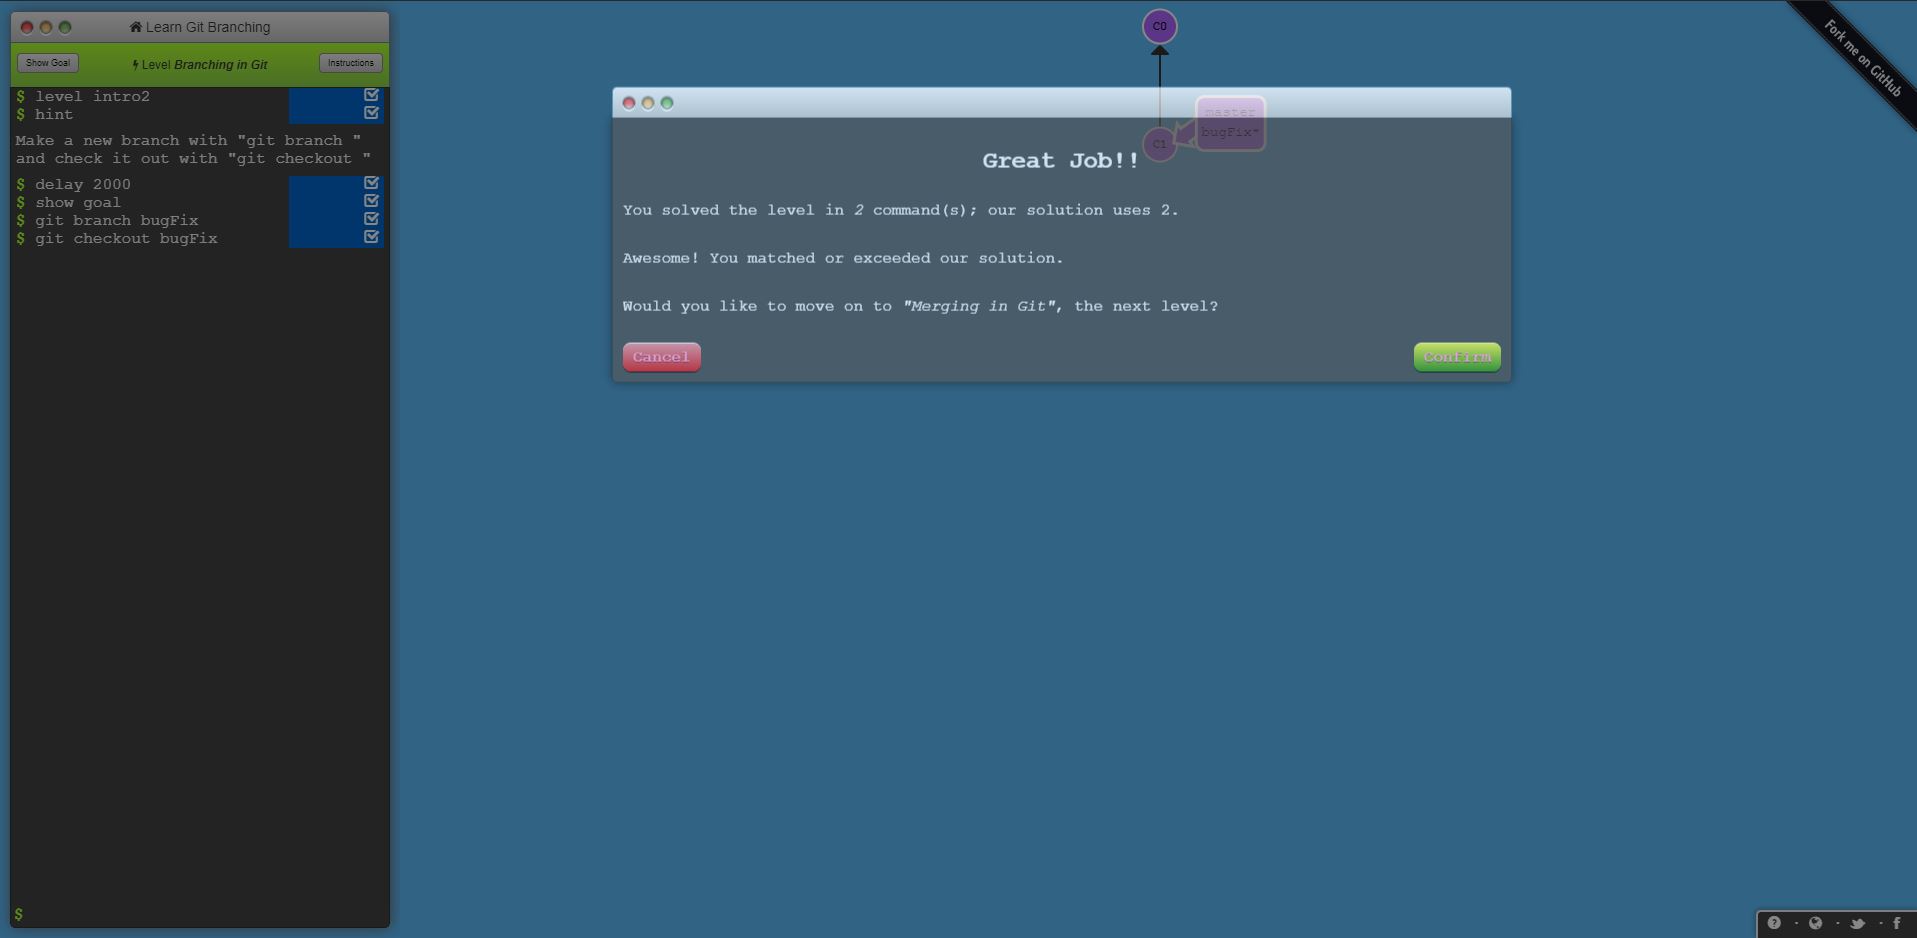 Learn Git Branching
Show Goal
Level Branching in Git
Instructions
$ level intro2
$ hint
Make a new branch with "git branch "
and check it out with "git checkout "
$ delay 2000
$ show goal
$ git branch bugFix
$ git checkout bugFix
$
C0
master
bugFix*
C1
Great Job!!
You solved the level in 2 command(s); our solution uses 2.
Awesome! You matched or exceeded our solution.
Would you like to move on to "Merging in Git", the next level?
Cancel
Confirm
Fork me on GitHub